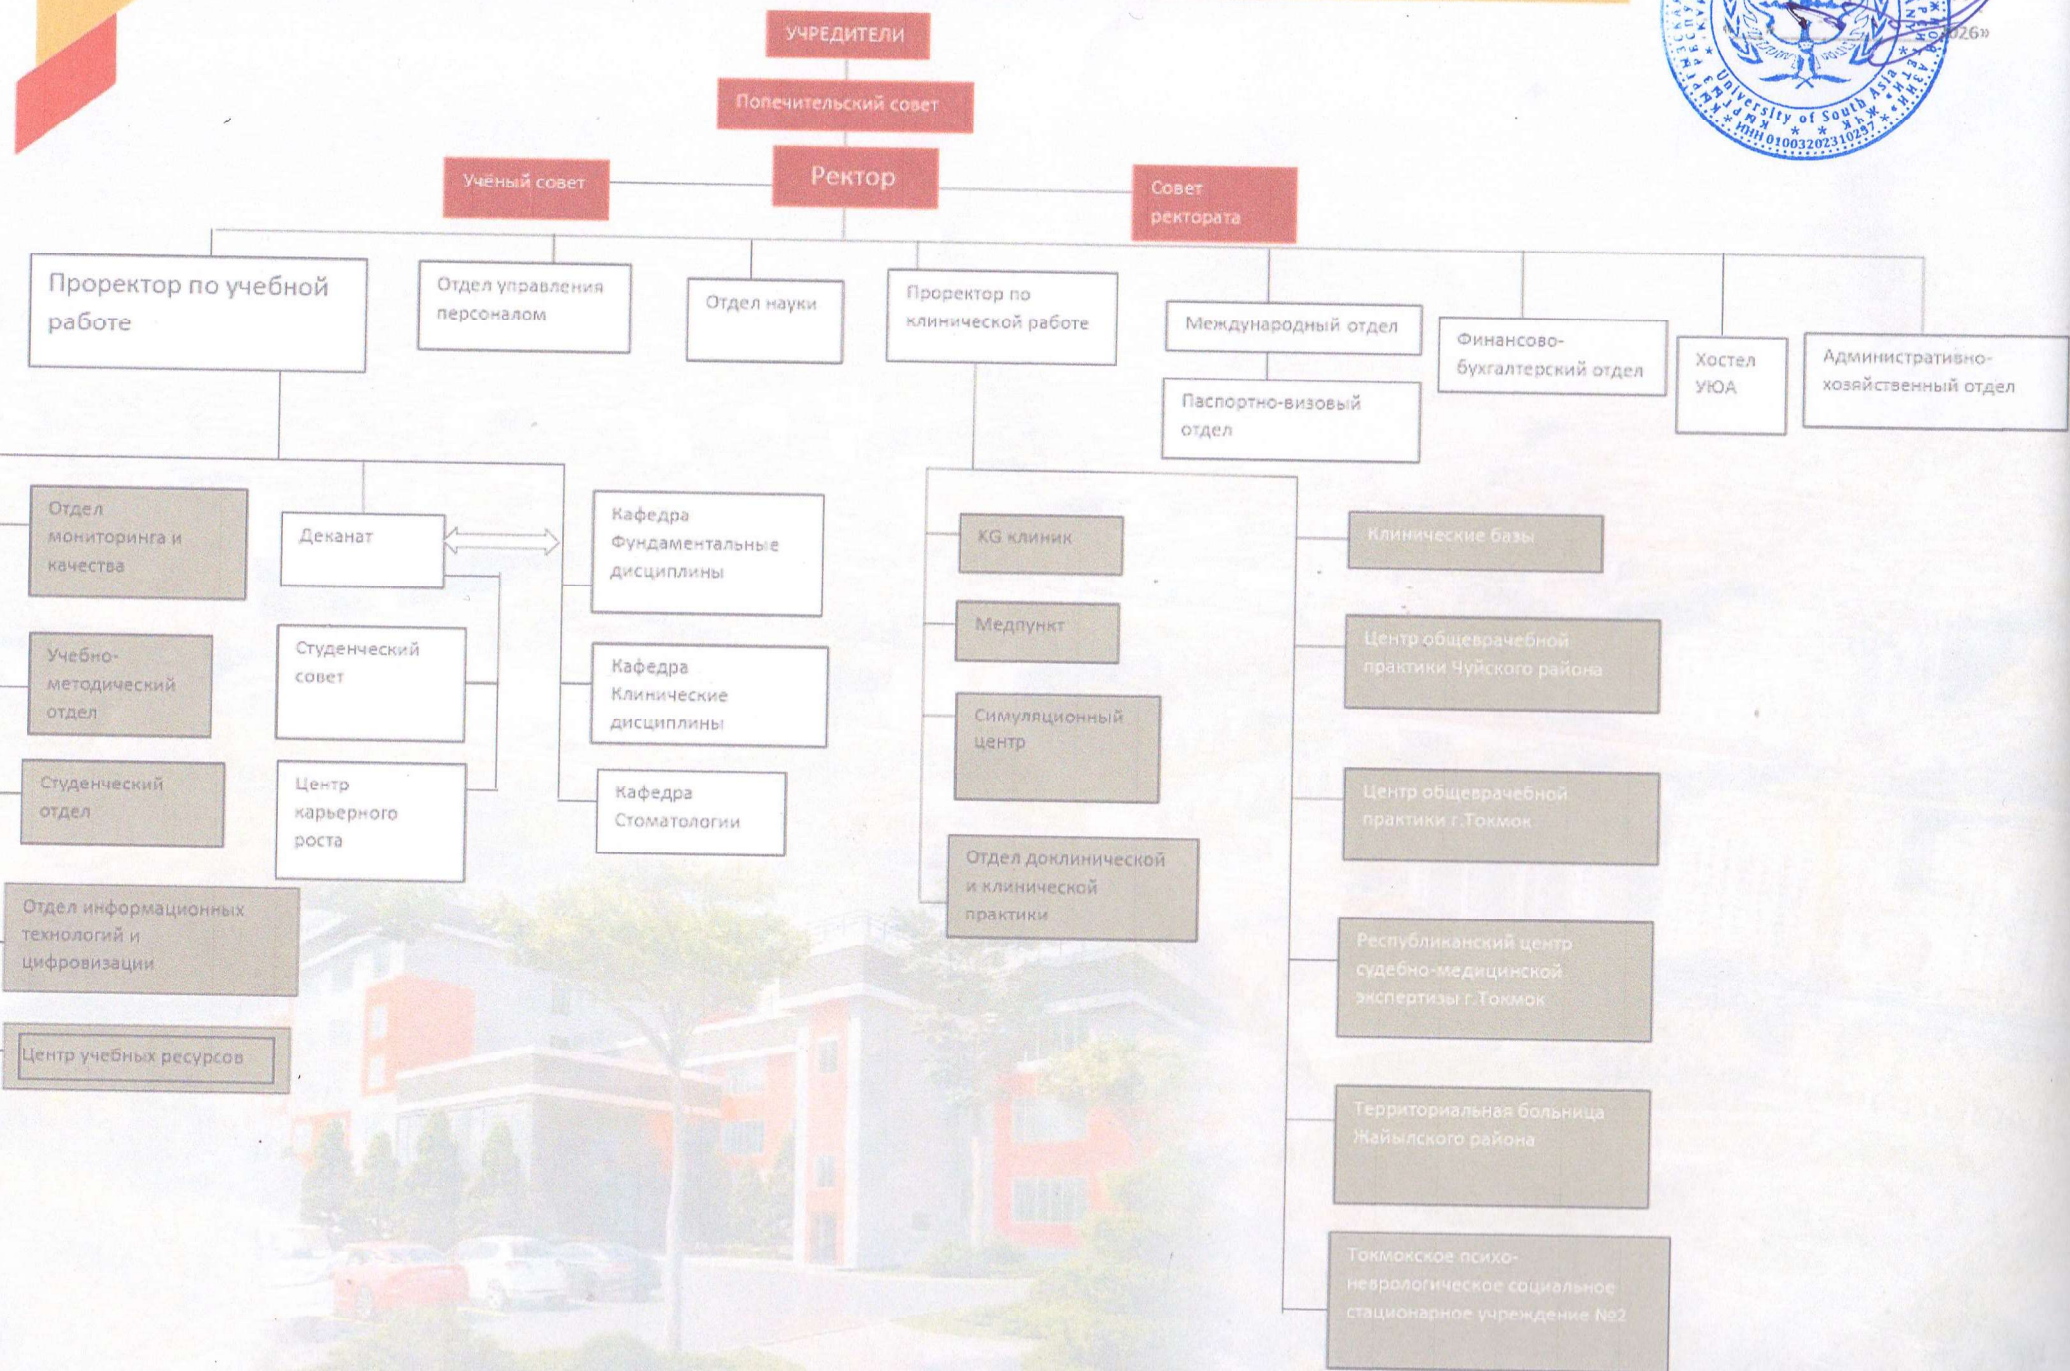 УЧРЕДИТЕЛИ
026»
Попечительский совет
University of South Asia
ИНН 01003202310297
Учёный совет
Ректор
Совет
ректората
Проректор по учебной
работе
Отдел управления
персоналом
Отдел науки
Проректор по
клинической работе
Международный отдел
Паспортно-визовый
отдел
Финансово-
бухгалтерский отдел
Хостел
УЮА
Административно-
хозяйственный отдел
Отдел
мониторинга и
качества
Учебно-
методический
отдел
Студенческий
отдел
Отдел информационных
технологий и
цифровизации
Центр учебных ресурсов
Деканат
Студенческий
совет
Центр
карьерного
роста
Кафедра
Фундаментальные
дисциплины
Кафедра
Клинические
дисциплины
Кафедра
Стоматологии
KG клиник
Медпункт
Симуляционный
центр
Отдел доклинической
и клинической
практики
Клинические базы
Центр общеврачебной
практики Чуйского района
Центр общеврачебной
практики г.Токмок
Республиканский центр
судебно-медицинской
экспертизы г.Токмок
Территориальная больница
Жайылского района
Токмокское психо-
неврологическое социальное
стационарное учреждение №2